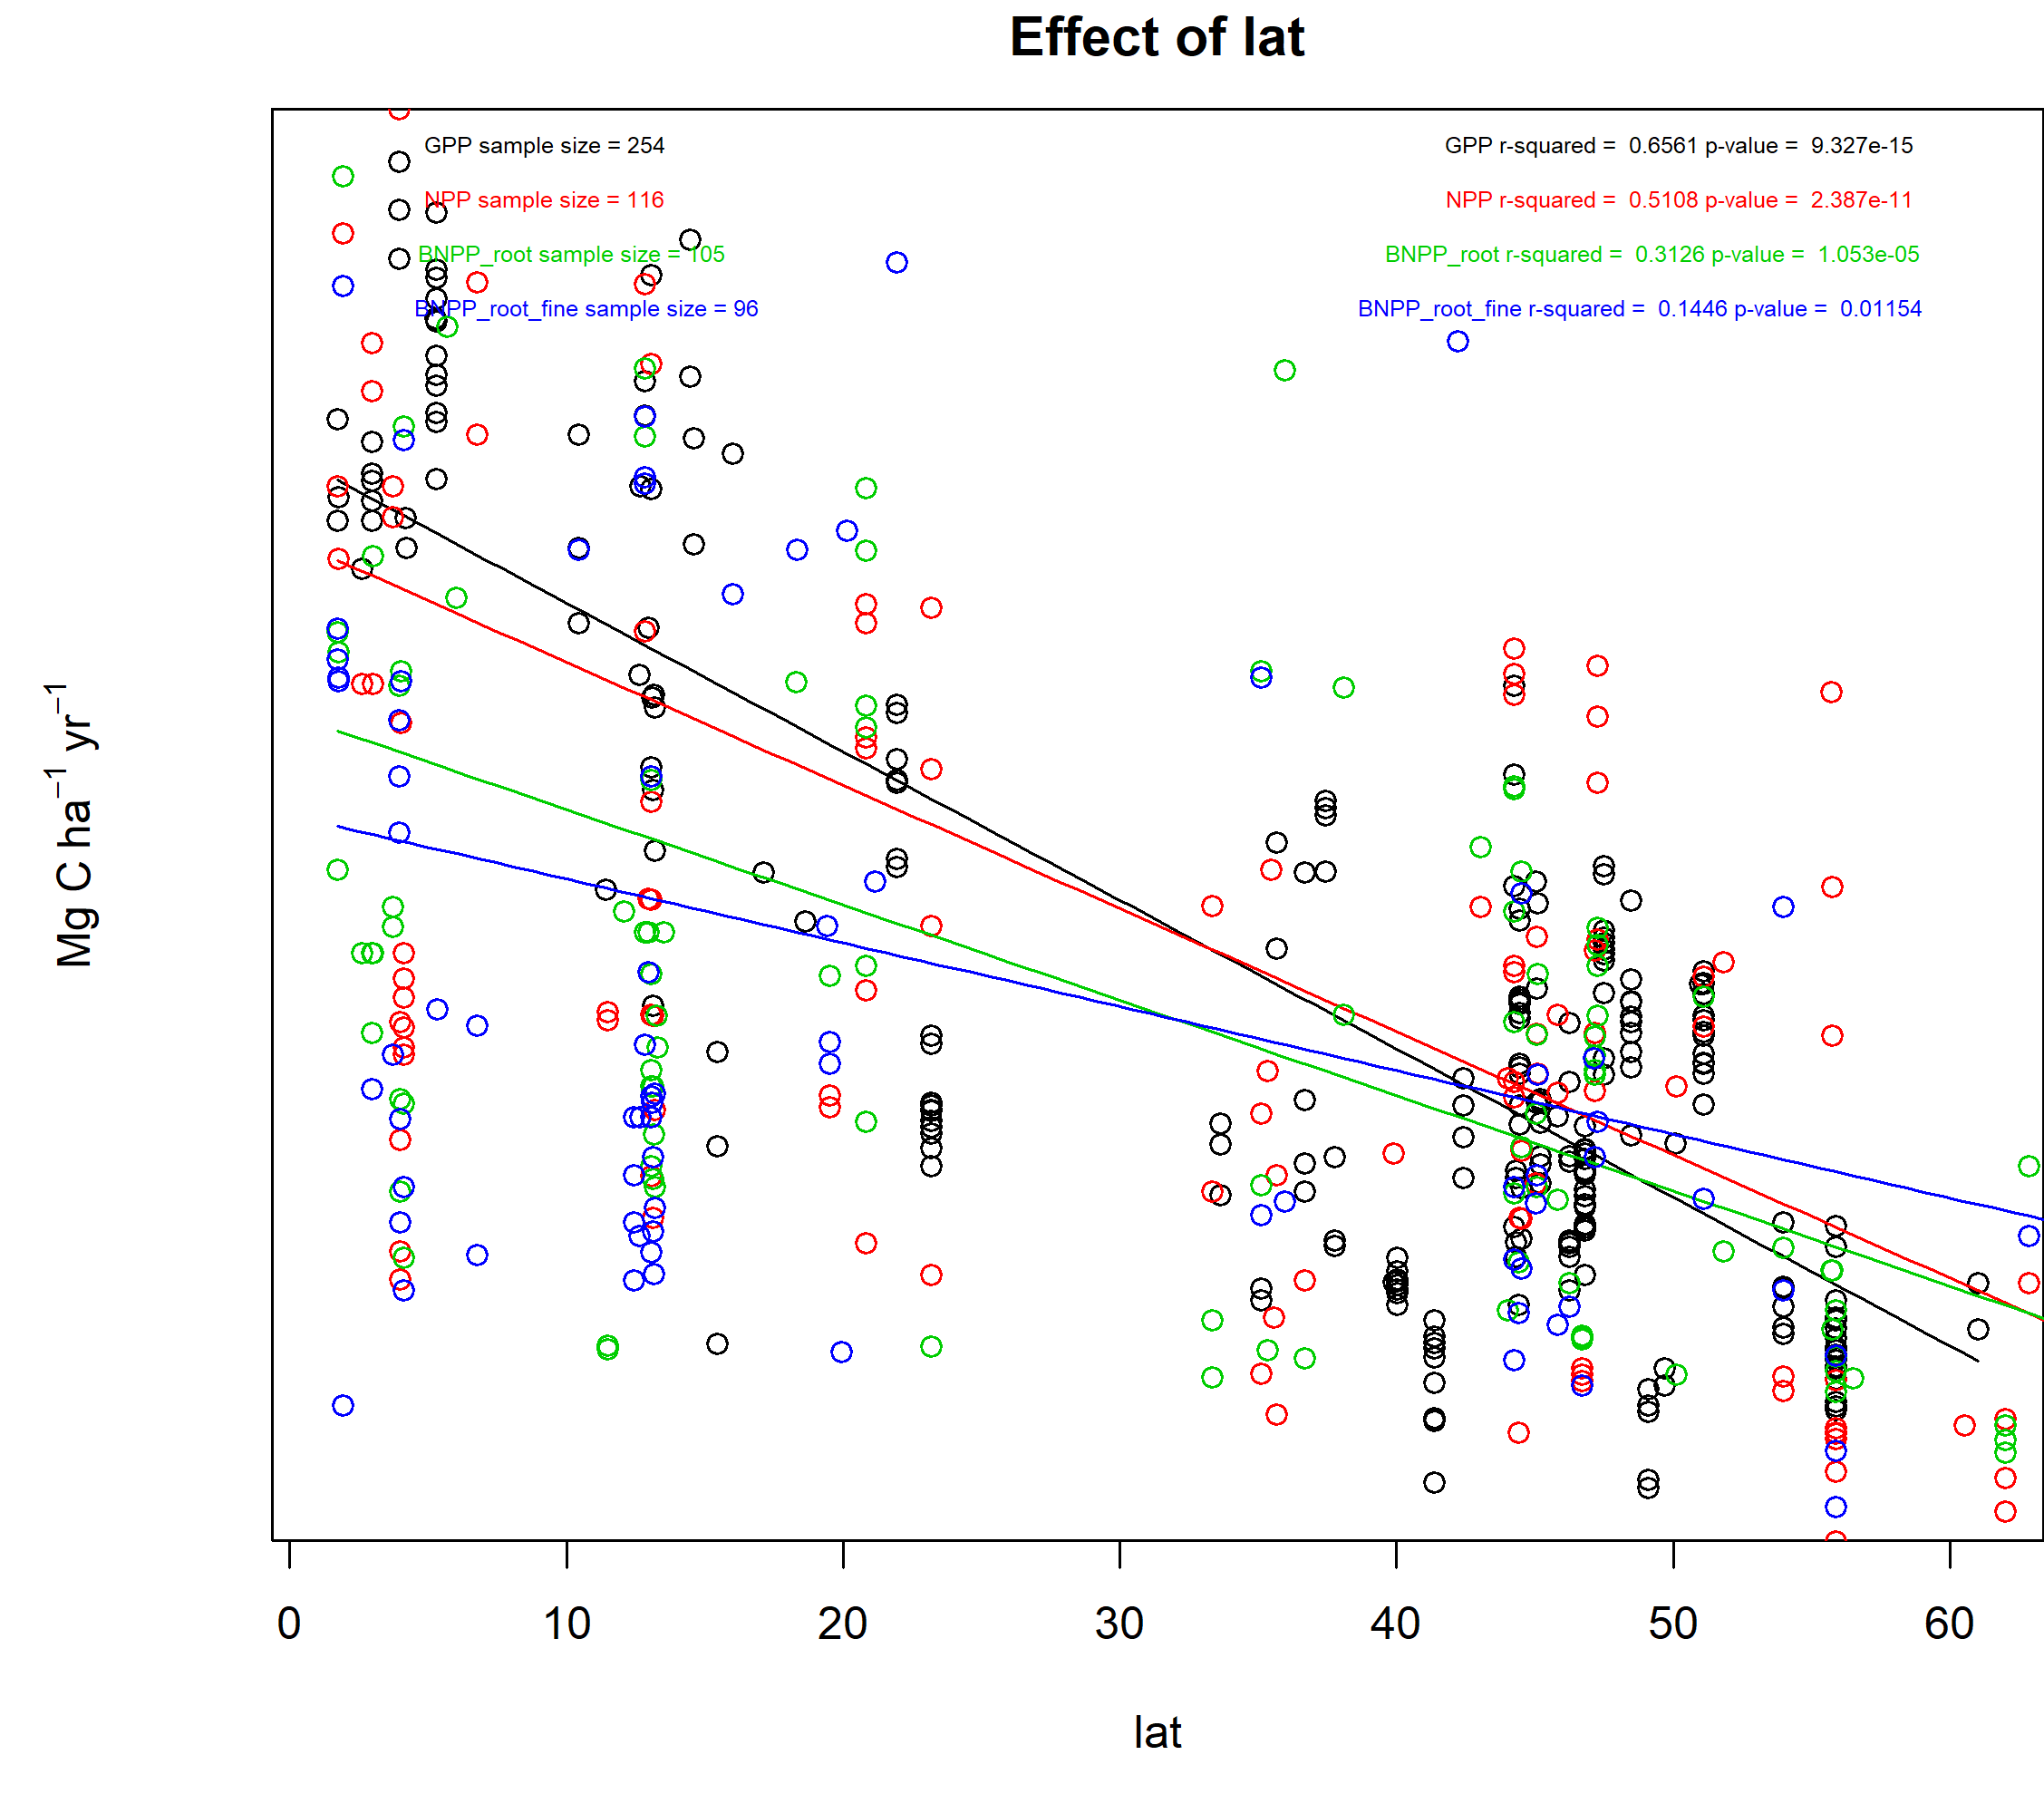 Effect of lat
GPP sample size = 254
GPP r-squared = 0.6561 p-value = 9.327e-15
NPP sample size = 116
NPP r-squared = 0.5108 p-value = 2.387e-11
BNPP_root sample size = 105
BNPP_root r-squared = 0.3126 p-value = 1.053e-05
BNPP_root_fine sample size = 96
BNPP_root_fine r-squared = 0.1446 p-value = 0.01154
Mg C ha⁻¹ yr⁻¹
0 10 20 30 40 50 60
lat